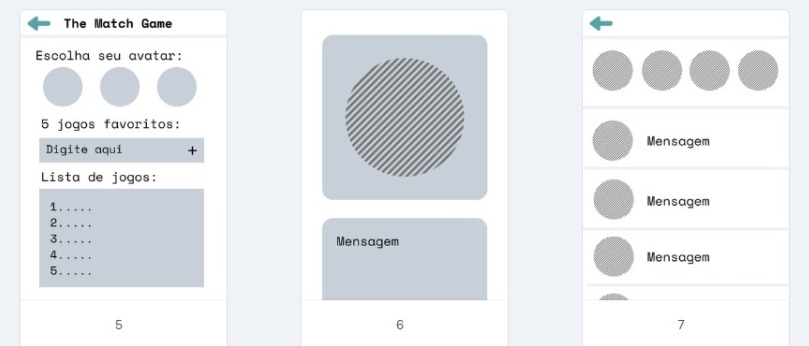 The Match Game
Escolha seu avatar:
5 jogos favoritos:
Digite aqui +
Lista de jogos:
1.....
2.....
3.....
4.....
5.....
5
Mensagem
6
Mensagem
Mensagem
Mensagem
7